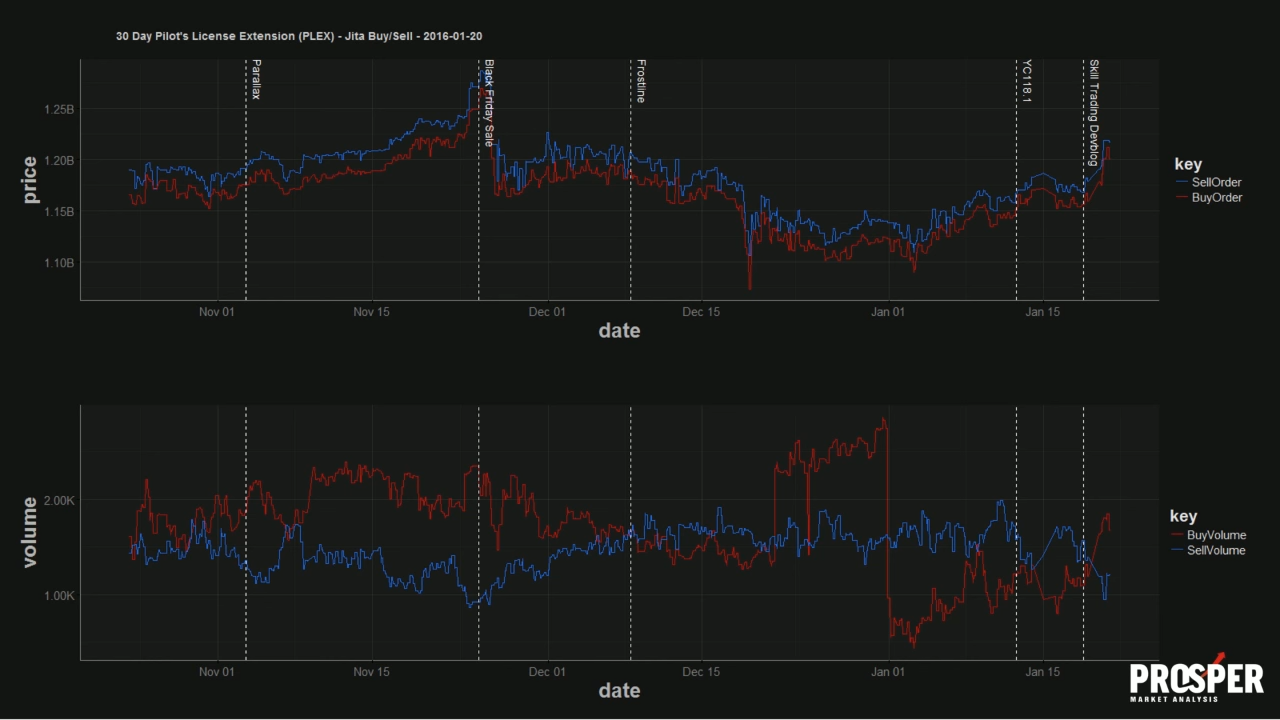 30 Day Pilot's License Extension (PLEX) - Jita Buy/Sell - 2016-01-20
Parallax
Black Friday Sale
Frostline
YC118.1
Skill Trading Devblog
1.25B
1.20B
1.15B
1.10B
price
Nov 01 Nov 15 Dec 01 Dec 15 Jan 01 Jan 15
date
key
SellOrder
BuyOrder
2.00K
1.00K
volume
Nov 01 Nov 15 Dec 01 Dec 15 Jan 01 Jan 15
date
key
BuyVolume
SellVolume
PROSPER
MARKET ANALYSIS